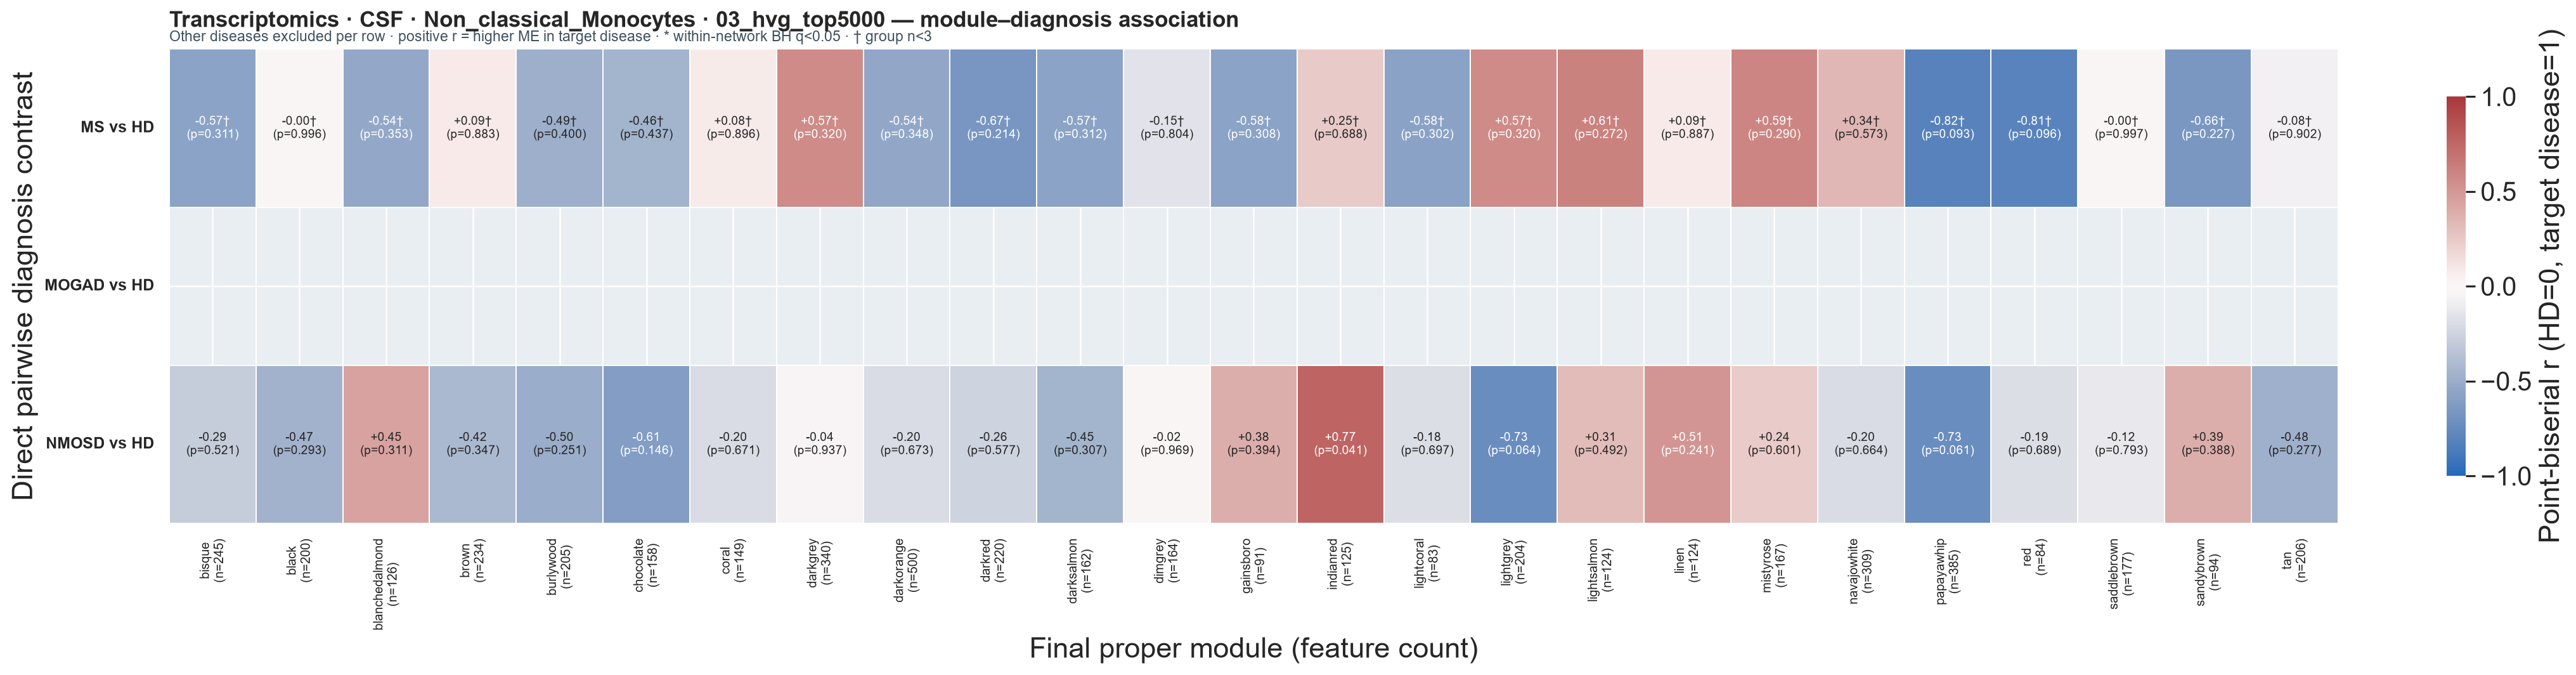 Transcriptomics · CSF · Non_classical_Monocytes · 03_hvg_top5000 — module–diagnosis association
Other diseases excluded per row · positive r = higher ME in target disease · * within-network BH q<0.05 · † group n<3
Direct pairwise diagnosis contrast
MS vs HD
-0.57†
(p=0.311)
-0.00†
(p=0.996)
-0.54†
(p=0.353)
+0.09†
(p=0.883)
-0.49†
(p=0.400)
-0.46†
(p=0.437)
+0.08†
(p=0.896)
+0.57†
(p=0.320)
-0.54†
(p=0.348)
-0.67†
(p=0.214)
-0.57†
(p=0.312)
-0.15†
(p=0.804)
-0.58†
(p=0.308)
+0.25†
(p=0.688)
-0.58†
(p=0.302)
+0.57†
(p=0.320)
+0.61†
(p=0.272)
+0.09†
(p=0.887)
+0.59†
(p=0.290)
+0.34†
(p=0.573)
-0.82†
(p=0.093)
-0.81†
(p=0.096)
-0.00†
(p=0.997)
-0.66†
(p=0.227)
-0.08†
(p=0.902)
MOGAD vs HD
NMOSD vs HD
-0.29
(p=0.521)
-0.47
(p=0.293)
+0.45
(p=0.311)
-0.42
(p=0.347)
-0.50
(p=0.251)
-0.61
(p=0.146)
-0.20
(p=0.671)
-0.04
(p=0.937)
-0.20
(p=0.673)
-0.26
(p=0.577)
-0.45
(p=0.307)
-0.02
(p=0.969)
+0.38
(p=0.394)
+0.77
(p=0.041)
-0.18
(p=0.697)
-0.73
(p=0.064)
+0.31
(p=0.492)
+0.51
(p=0.241)
+0.24
(p=0.601)
-0.20
(p=0.664)
-0.73
(p=0.061)
-0.19
(p=0.689)
-0.12
(p=0.793)
+0.39
(p=0.388)
-0.48
(p=0.277)
bisque
(n=245)
black
(n=200)
blanchedalmond
(n=126)
brown
(n=234)
burlywood
(n=205)
chocolate
(n=158)
coral
(n=149)
darkgrey
(n=340)
darkorange
(n=500)
darkred
(n=220)
darksalmon
(n=162)
dimgrey
(n=164)
gainsboro
(n=91)
indianred
(n=125)
lightcoral
(n=83)
lightgrey
(n=204)
lightsalmon
(n=124)
linen
(n=124)
mistyrose
(n=167)
navajowhite
(n=309)
papayawhip
(n=385)
red
(n=84)
saddlebrown
(n=177)
sandybrown
(n=94)
tan
(n=206)
Final proper module (feature count)
1.0
0.5
0.0
−0.5
−1.0
Point-biserial r (HD=0, target disease=1)